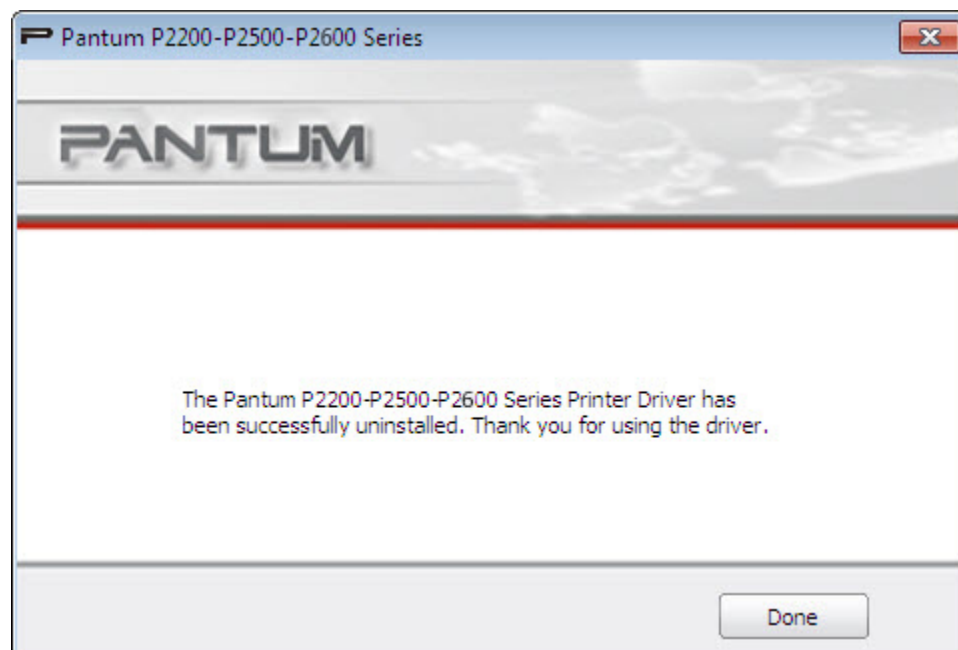 Pantum P2200-P2500-P2600 Series
PANTUM
The Pantum P2200-P2500-P2600 Series Printer Driver has
been successfully uninstalled. Thank you for using the driver.
Done